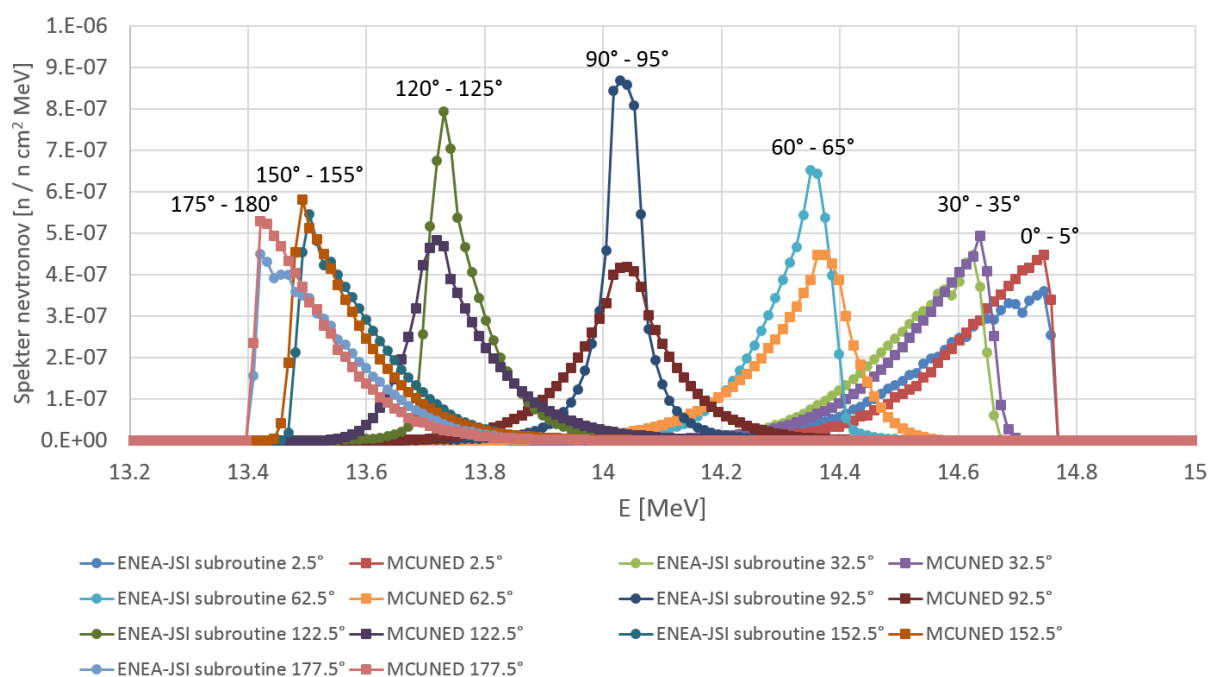 1.E-06
9.E-07
8.E-07
7.E-07
6.E-07
5.E-07
4.E-07
3.E-07
2.E-07
1.E-07
0.E+00
Spekter nevtronov [n / n cm² MeV]
90° - 95°
120° - 125°
60° - 65°
150° - 155°
175° - 180°
30° - 35°
0° - 5°
13.2 13.4 13.6 13.8 14 14.2 14.4 14.6 14.8 15
E [MeV]
ENEA-JSI subroutine 2.5° MCUNED 2.5° ENEA-JSI subroutine 32.5° MCUNED 32.5°
ENEA-JSI subroutine 62.5° MCUNED 62.5° ENEA-JSI subroutine 92.5° MCUNED 92.5°
ENEA-JSI subroutine 122.5° MCUNED 122.5° ENEA-JSI subroutine 152.5° MCUNED 152.5°
ENEA-JSI subroutine 177.5° MCUNED 177.5°